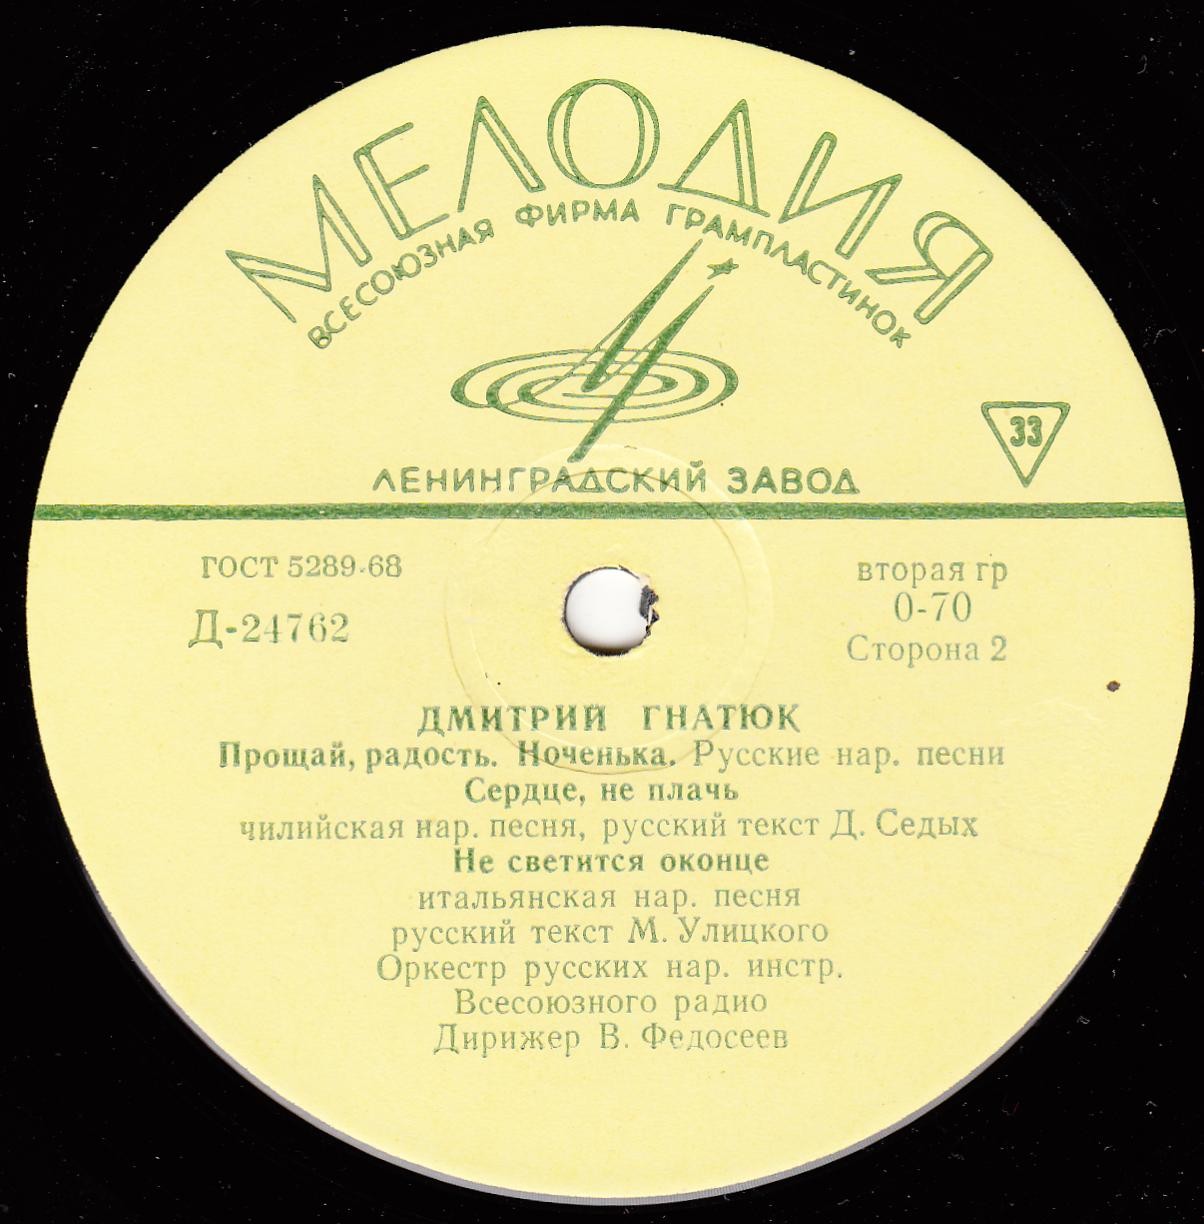 МЕЛОДИЯ
ВСЕСОЮЗНАЯ ФИРМА ГРАМПЛАСТИНОК
33
ЛЕНИНГРАДСКИЙ ЗАВОД
ГОСТ 5289-68
вторая гр
0-70
Д-24762
Сторона 2
ДМИТРИЙ ГНАТЮК
Прощай, радость. Ноченька. Русские нар. песни
Сердце, не плачь
чилийская нар. песня, русский текст Д. Седых
Не светится оконце
итальянская нар. песня
русский текст М. Улицкого
Оркестр русских нар. инстр.
Всесоюзного радио
Дирижер В. Федосеев